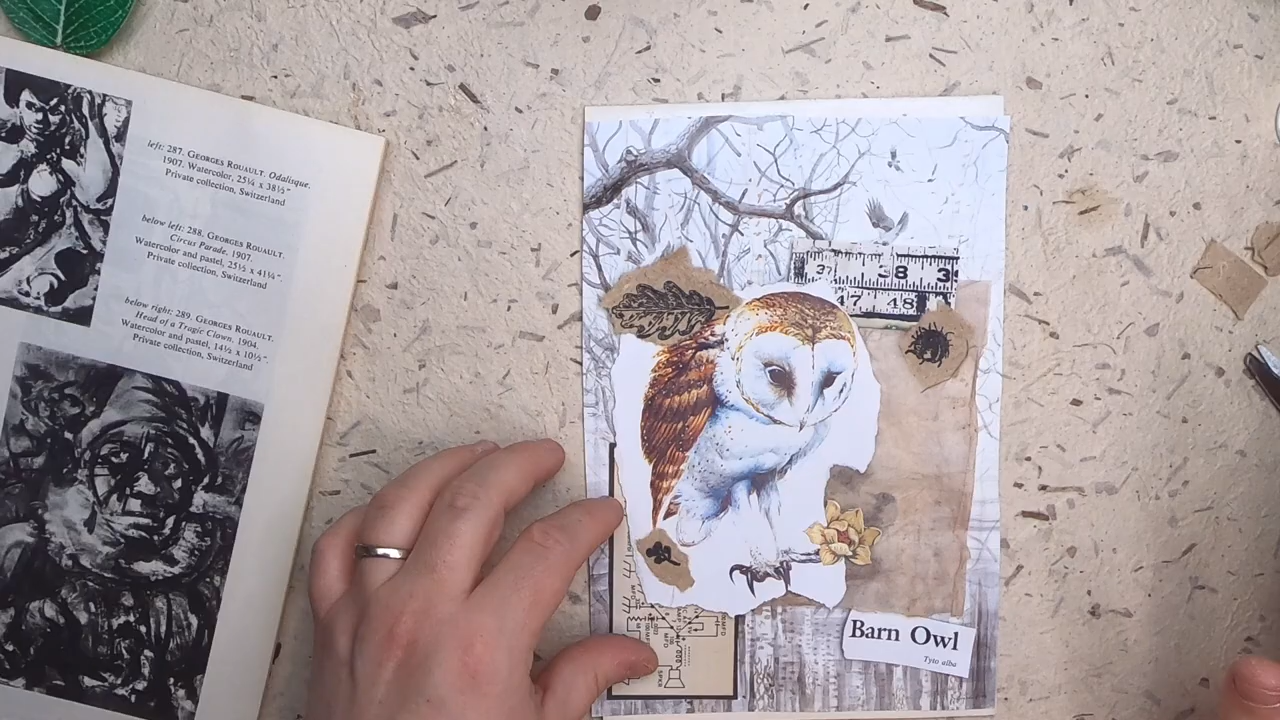 left: 287. GEORGES ROUAULT. Odalisque.
1907. Watercolor, 25¼ x 38½"
Private collection, Switzerland
below left: 288. GEORGES ROUAULT.
Circus Parade. 1907.
Watercolor and pastel, 25½ x 41¼".
Private collection, Switzerland
below right: 289. GEORGES ROUAULT.
Head of a Tragic Clown. 1904.
Watercolor and pastel, 14½ x 10½".
Private collection, Switzerland
37 38 3
47 48
MFD
Barn Owl
Tyto alba